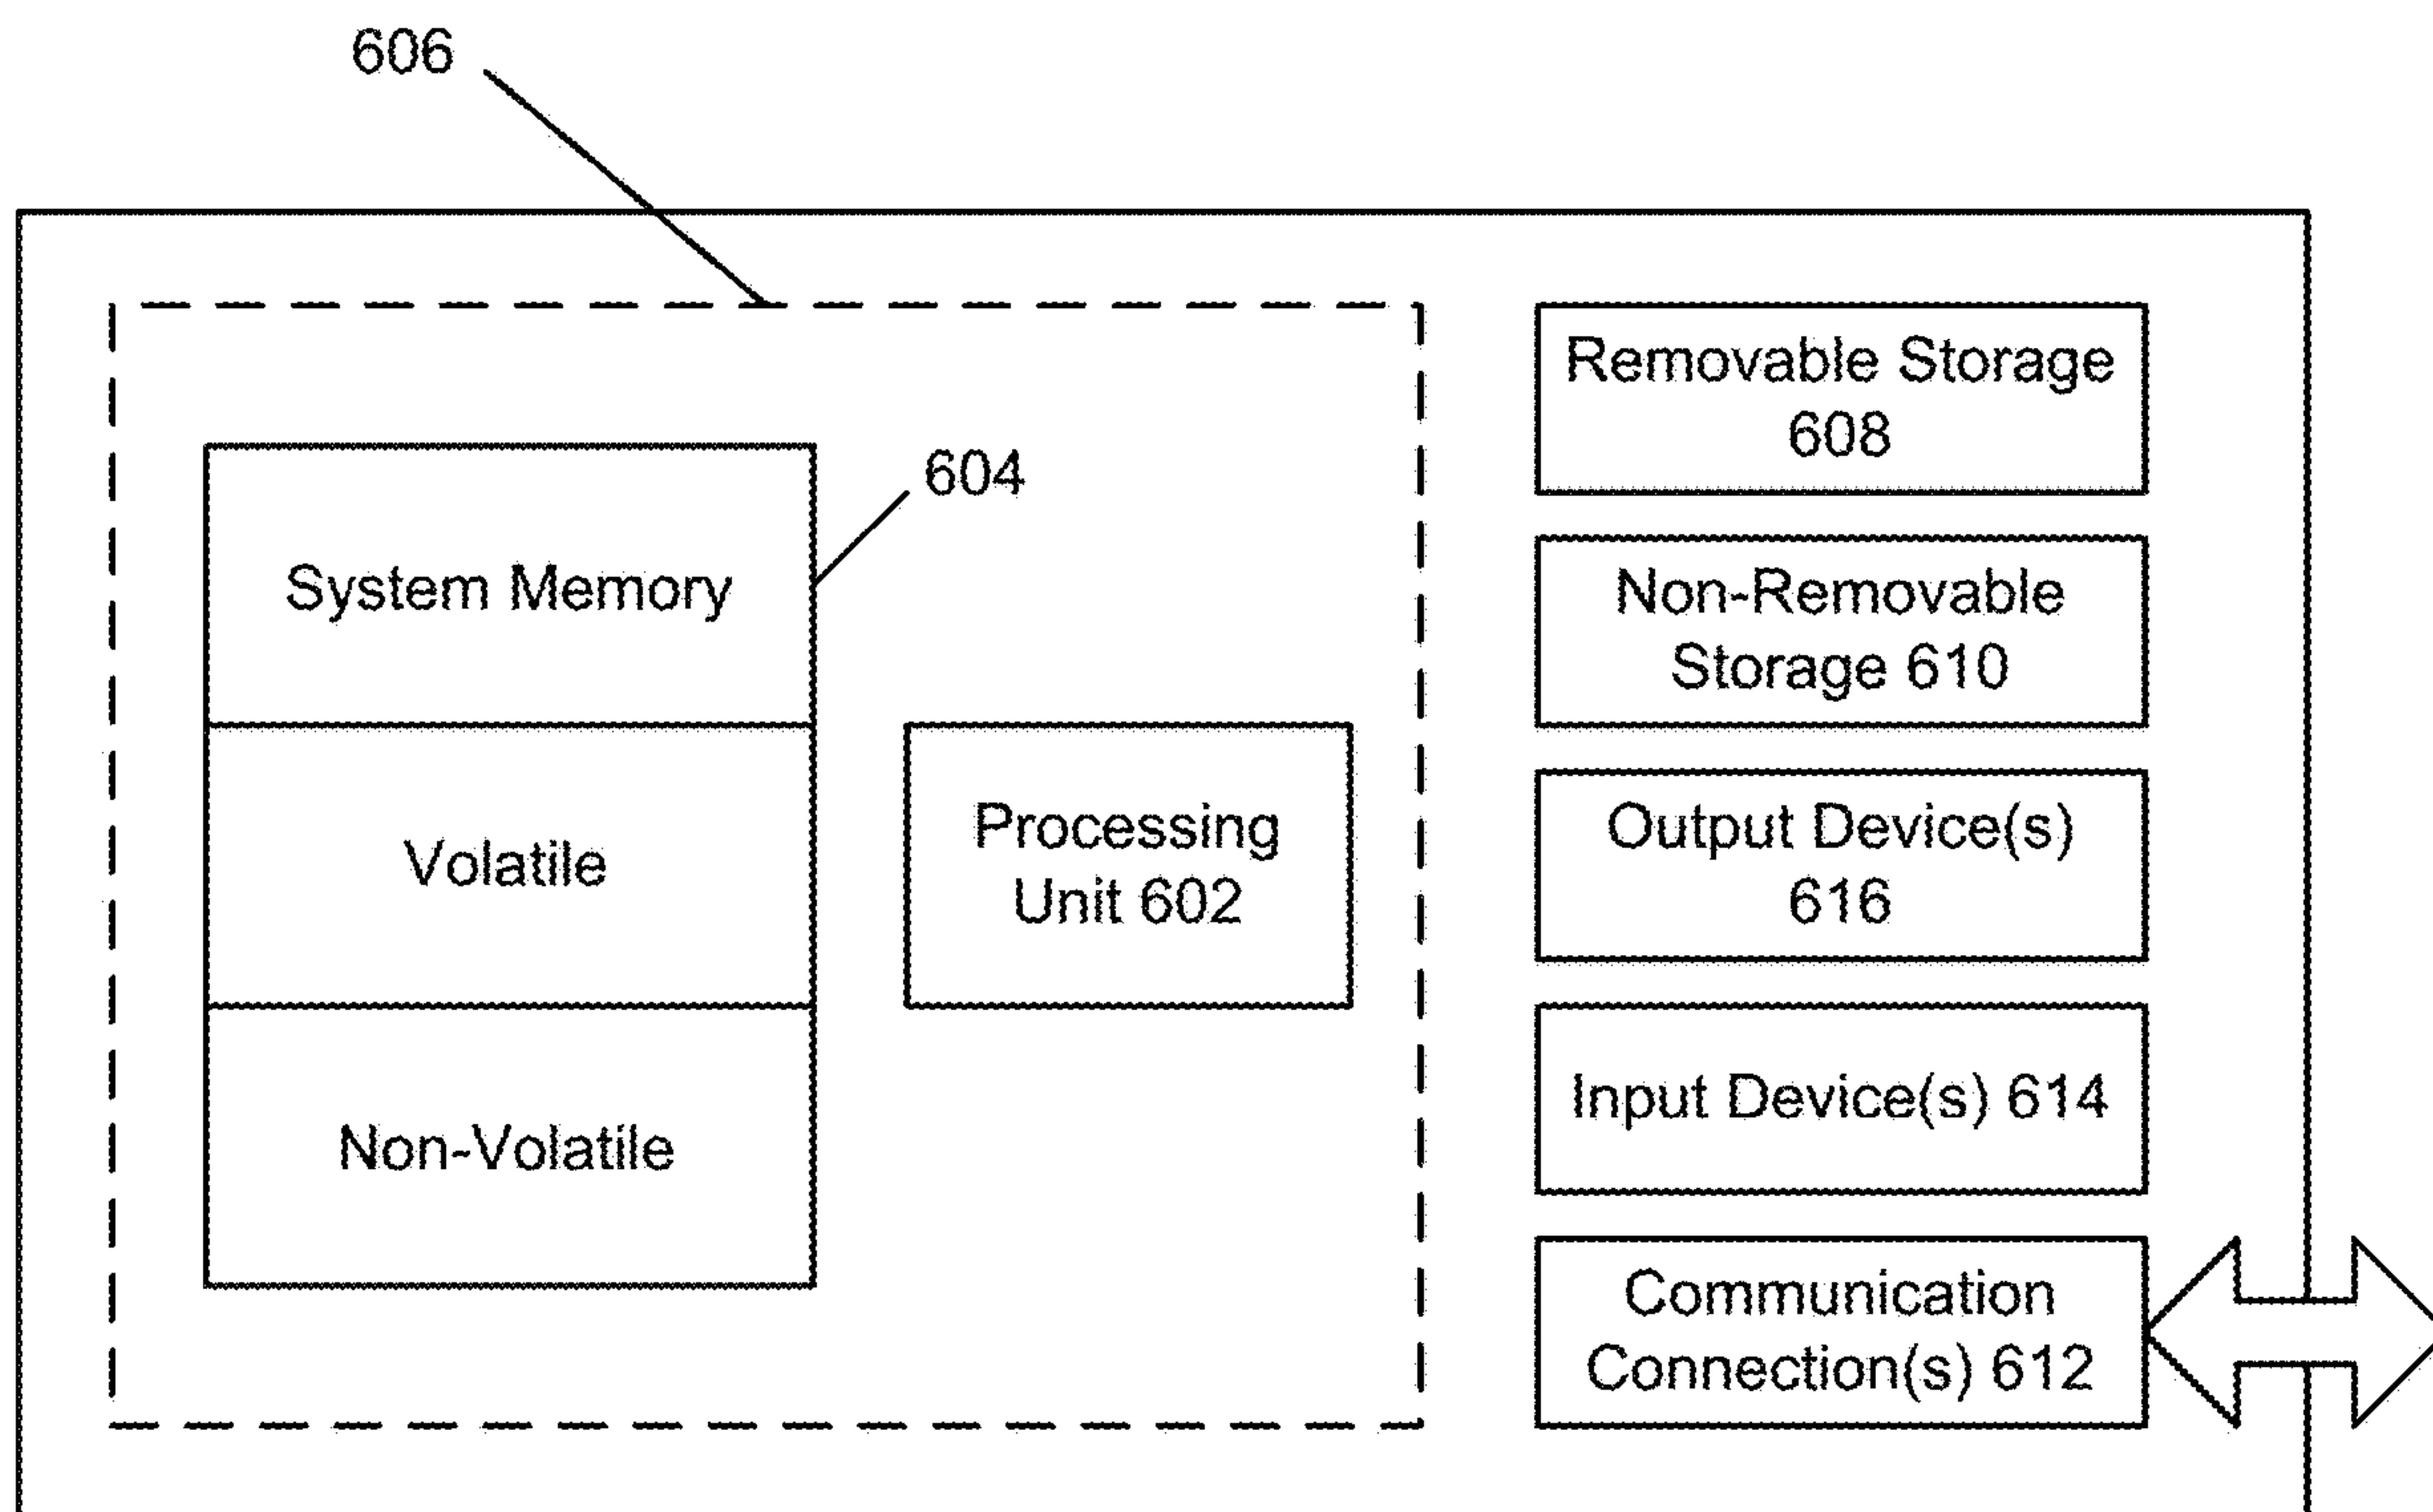 606
604
System Memory
Volatile
Non-Volatile
Processing
Unit 602
Removable Storage
608
Non-Removable
Storage 610
Output Device(s)
616
Input Device(s) 614
Communication
Connection(s) 612